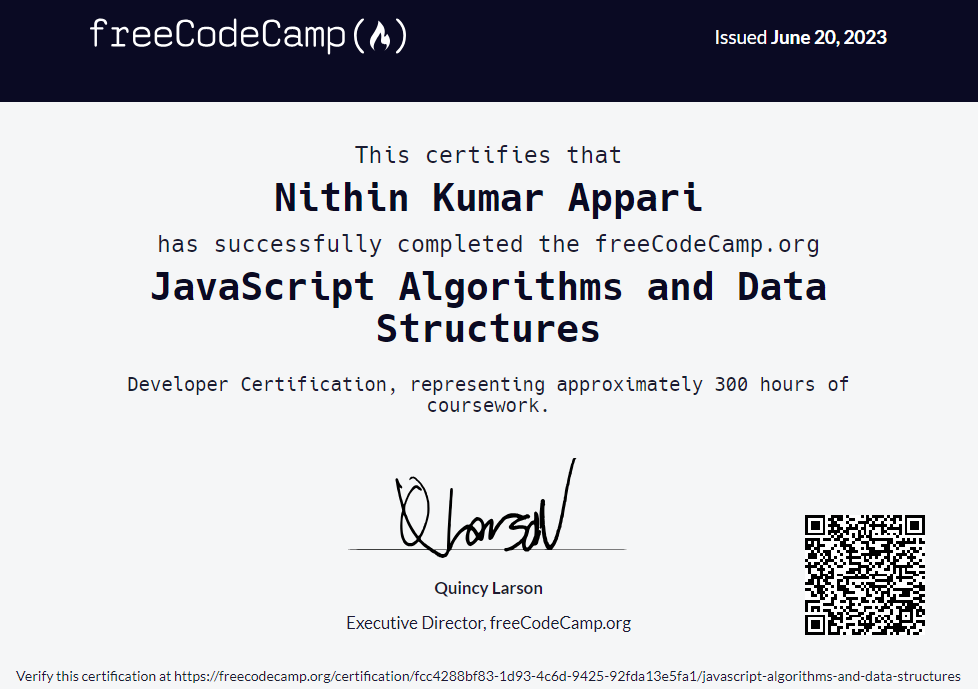 freeCodeCamp
Issued June 20, 2023
This certifies that
Nithin Kumar Appari
has successfully completed the freeCodeCamp.org
JavaScript Algorithms and Data
Structures
Developer Certification, representing approximately 300 hours of
coursework.
Q Larson
Quincy Larson
Executive Director, freeCodeCamp.org
Verify this certification at https://freecodecamp.org/certification/fcc4288bf83-1d93-4c6d-9425-92fda13e5fa1/javascript-algorithms-and-data-structures